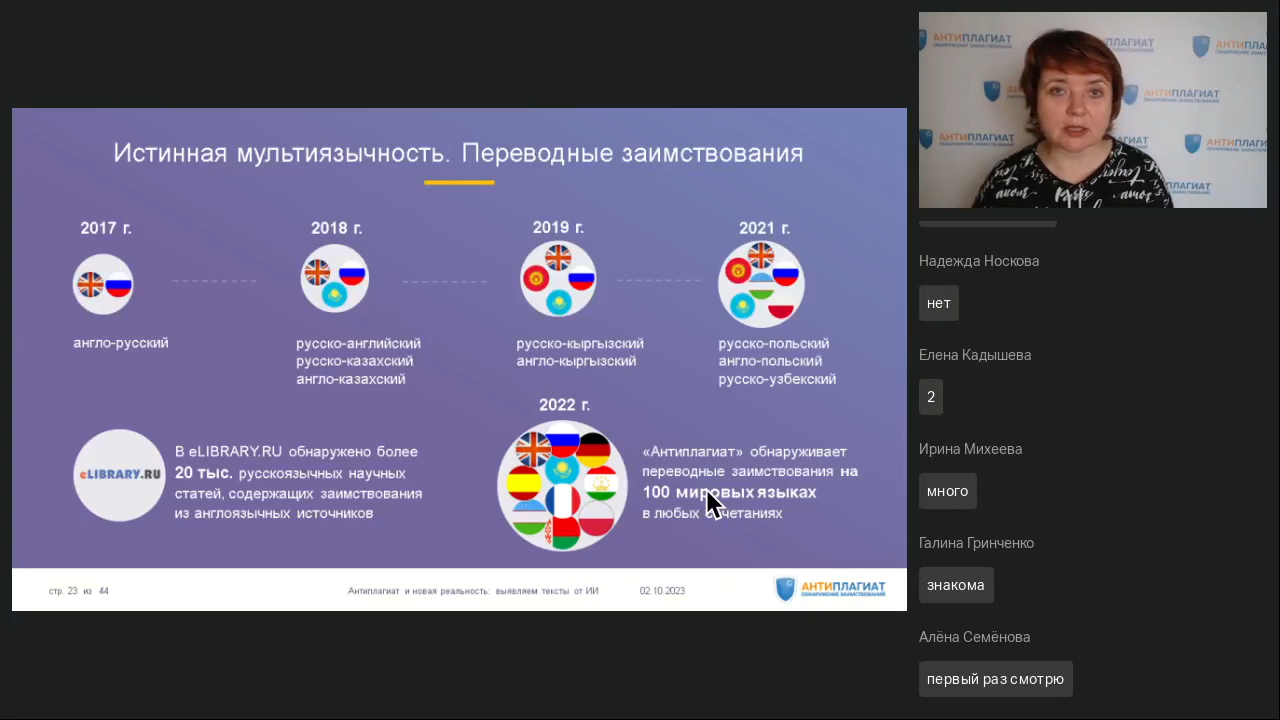 Истинная мультиязычность. Переводные заимствования
2017 г.
2018 г.
2019 г.
2021 г.
англо-русский
русско-английский
русско-казахский
англо-казахский
русско-кыргызский
англо-кыргызский
русско-польский
англо-польский
русско-узбекский
2022 г.
eLIBRARY.RU
В eLIBRARY.RU обнаружено более
20 тыс. русскоязычных научных
статей, содержащих заимствования
из англоязычных источников
«Антиплагиат» обнаруживает
переводные заимствования на
100 мировых языках
в любых сочетаниях
стр. 23 из 44
Антиплагиат и новая реальность: выявляем тексты от ИИ
02.10.2023
АНТИПЛАГИАТ
ОБНАРУЖЕНИЕ ЗАИМСТВОВАНИЙ
АНТИПЛАГИАТ
Надежда Носкова
нет
Елена Кадышева
2
Ирина Михеева
много
Галина Гринченко
знакома
Алёна Семёнова
первый раз смотрю